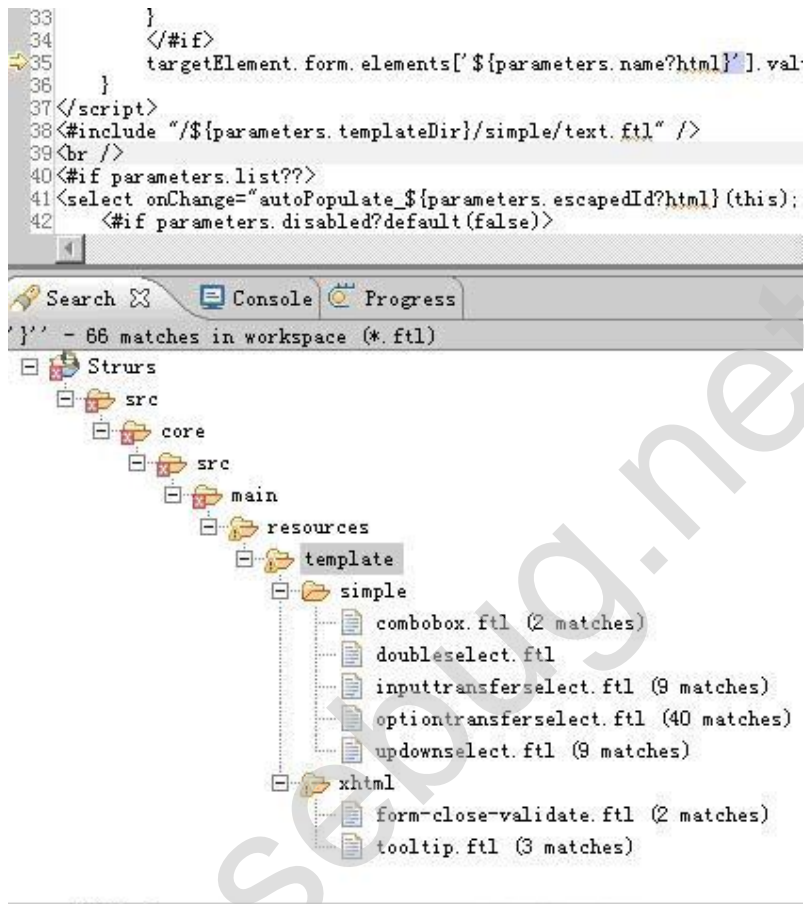 33 }
34 </#if>
35 targetElement.form.elements['${parameters.name?html}'].val
36 }
37 </script>
38 <#include "/${parameters.templateDir}/simple/text.ftl" />
39 <br />
40 <#if parameters.list??>
41 <select onChange="autoPopulate_${parameters.escapedId?html}(this);
42 <#if parameters.disabled?default(false)>
Search Console Progress
'}'' - 66 matches in workspace (*.ftl)
Strurs
src
core
src
main
resources
template
simple
combobox.ftl (2 matches)
doubleselect.ftl
inputtransferselect.ftl (9 matches)
optiontransferselect.ftl (40 matches)
updownselect.ftl (9 matches)
xhtml
form-close-validate.ftl (2 matches)
tooltip.ftl (3 matches)
sebug.net